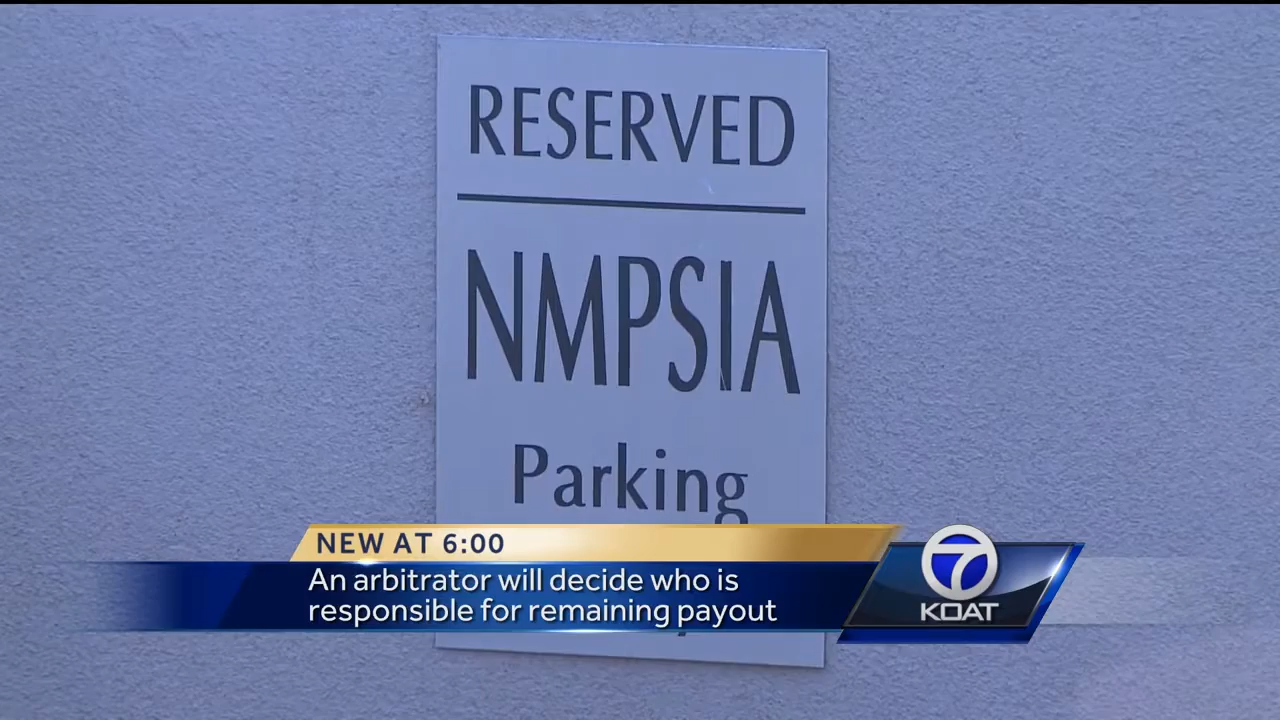 RESERVED
NMPSIA
Parking
NEW AT 6:00
An arbitrator will decide who is
responsible for remaining payout
7
KOAT